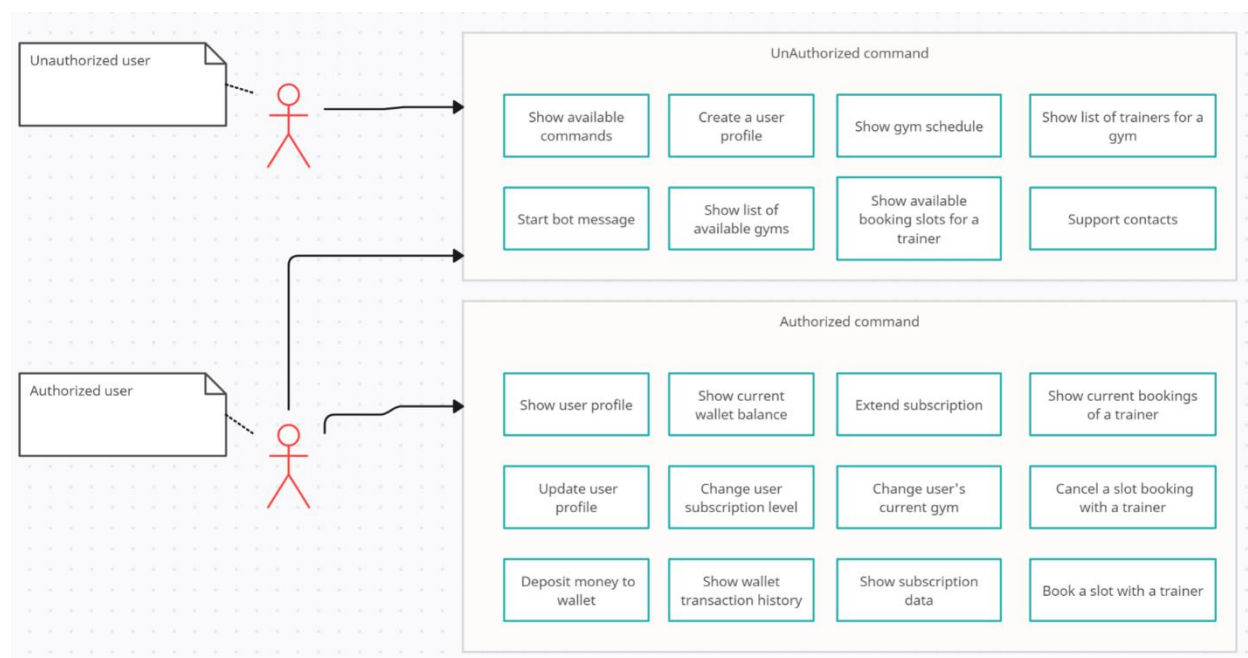 Unauthorized user
UnAuthorized command
Show available
commands
Create a user
profile
Show gym schedule
Show list of trainers for a
gym
Start bot message
Show list of
available gyms
Show available
booking slots for a
trainer
Support contacts
Authorized user
Authorized command
Show user profile
Show current
wallet balance
Extend subscription
Show current bookings
of a trainer
Update user
profile
Change user
subscription level
Change user's
current gym
Cancel a slot booking
with a trainer
Deposit money to
wallet
Show wallet
transaction history
Show subscription
data
Book a slot with a trainer